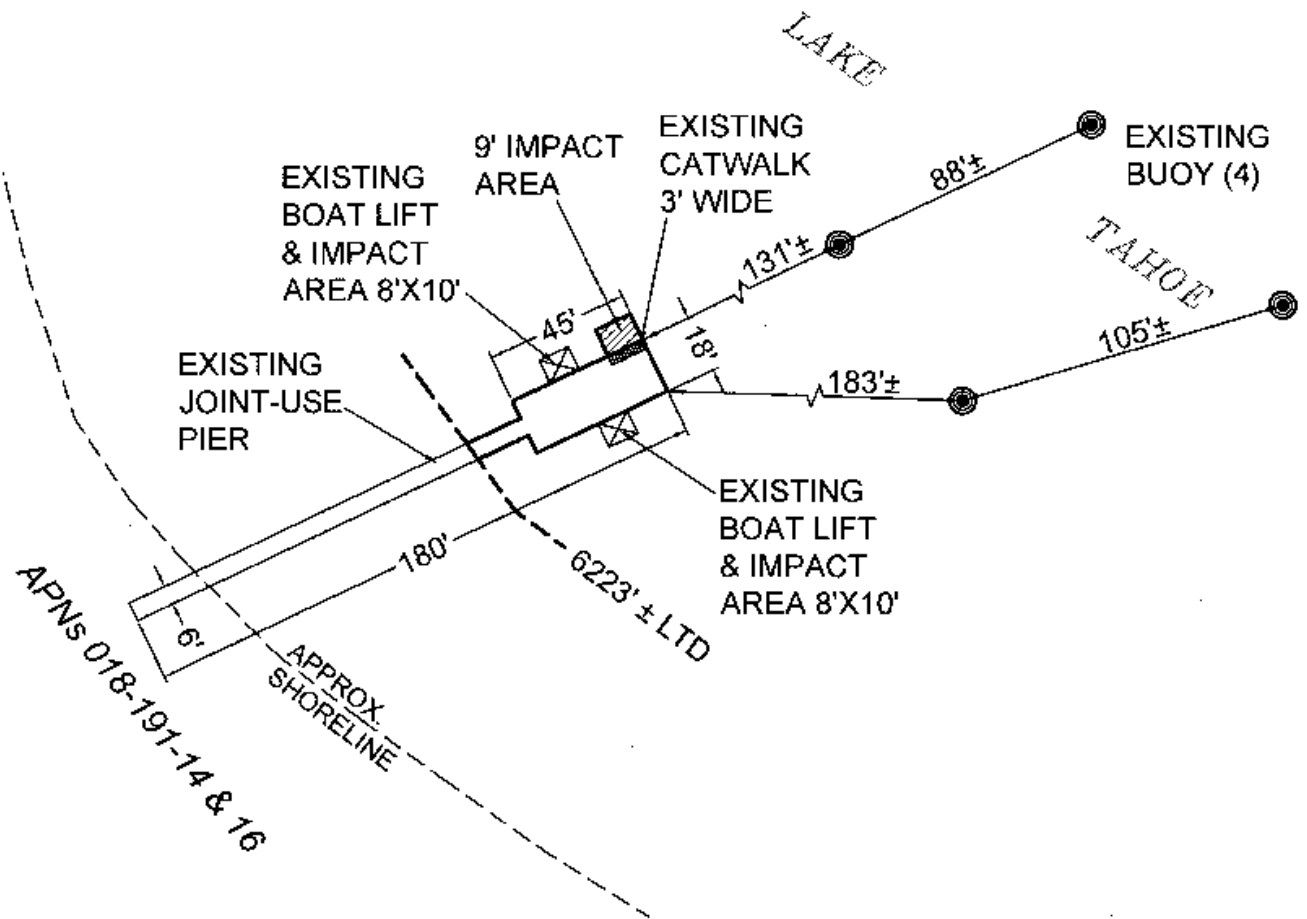 LAKE
TAHOE
EXISTING
BUOY (4)
88'±
131'±
105'±
183'±
EXISTING
CATWALK
3' WIDE
9' IMPACT
AREA
EXISTING
BOAT LIFT
& IMPACT
AREA 8'X10'
45'
18'
EXISTING
JOINT-USE
PIER
EXISTING
BOAT LIFT
& IMPACT
AREA 8'X10'
180'
6223' ± LTD
6'
APPROX
SHORELINE
APNs 018-191-14 & 16